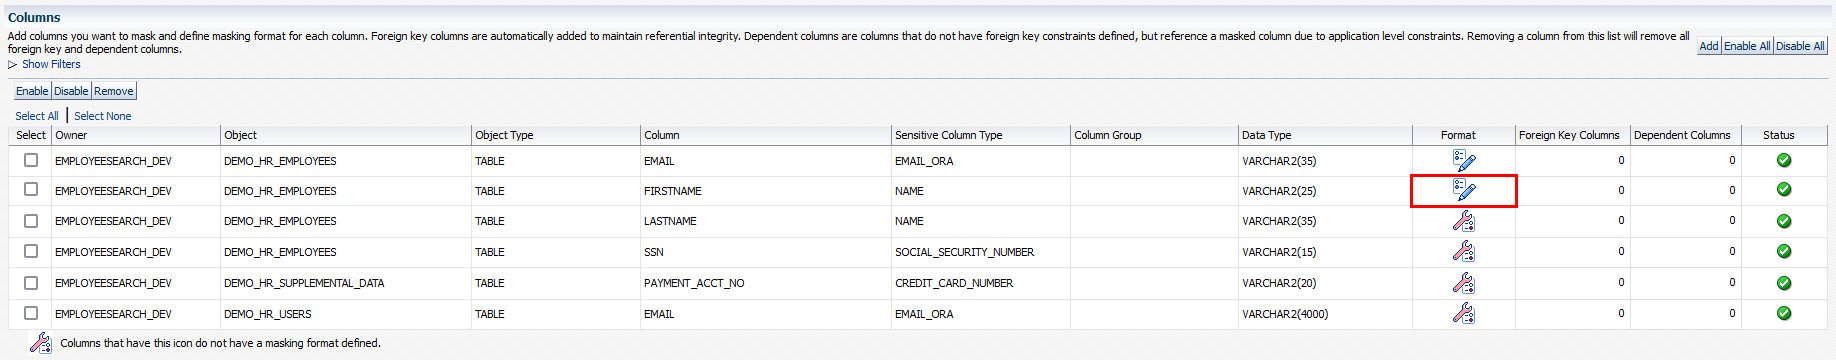 Columns
Add columns you want to mask and define masking format for each column. Foreign key columns are automatically added to maintain referential integrity. Dependent columns are columns that do not have foreign key constraints defined, but reference a masked column due to application level constraints. Removing a column from this list will remove all
foreign key and dependent columns.
Add Enable All Disable All
Show Filters
Enable Disable Remove
Select All | Select None
Select Owner Object Object Type Column Sensitive Column Type Column Group Data Type Format Foreign Key Columns Dependent Columns Status
EMPLOYEESEARCH_DEV DEMO_HR_EMPLOYEES TABLE EMAIL EMAIL_ORA VARCHAR2(35) 0 0
EMPLOYEESEARCH_DEV DEMO_HR_EMPLOYEES TABLE FIRSTNAME NAME VARCHAR2(25) 0 0
EMPLOYEESEARCH_DEV DEMO_HR_EMPLOYEES TABLE LASTNAME NAME VARCHAR2(35) 0 0
EMPLOYEESEARCH_DEV DEMO_HR_EMPLOYEES TABLE SSN SOCIAL_SECURITY_NUMBER VARCHAR2(15) 0 0
EMPLOYEESEARCH_DEV DEMO_HR_SUPPLEMENTAL_DATA TABLE PAYMENT_ACCT_NO CREDIT_CARD_NUMBER VARCHAR2(20) 0 0
EMPLOYEESEARCH_DEV DEMO_HR_USERS TABLE EMAIL EMAIL_ORA VARCHAR2(4000) 0 0
Columns that have this icon do not have a masking format defined.